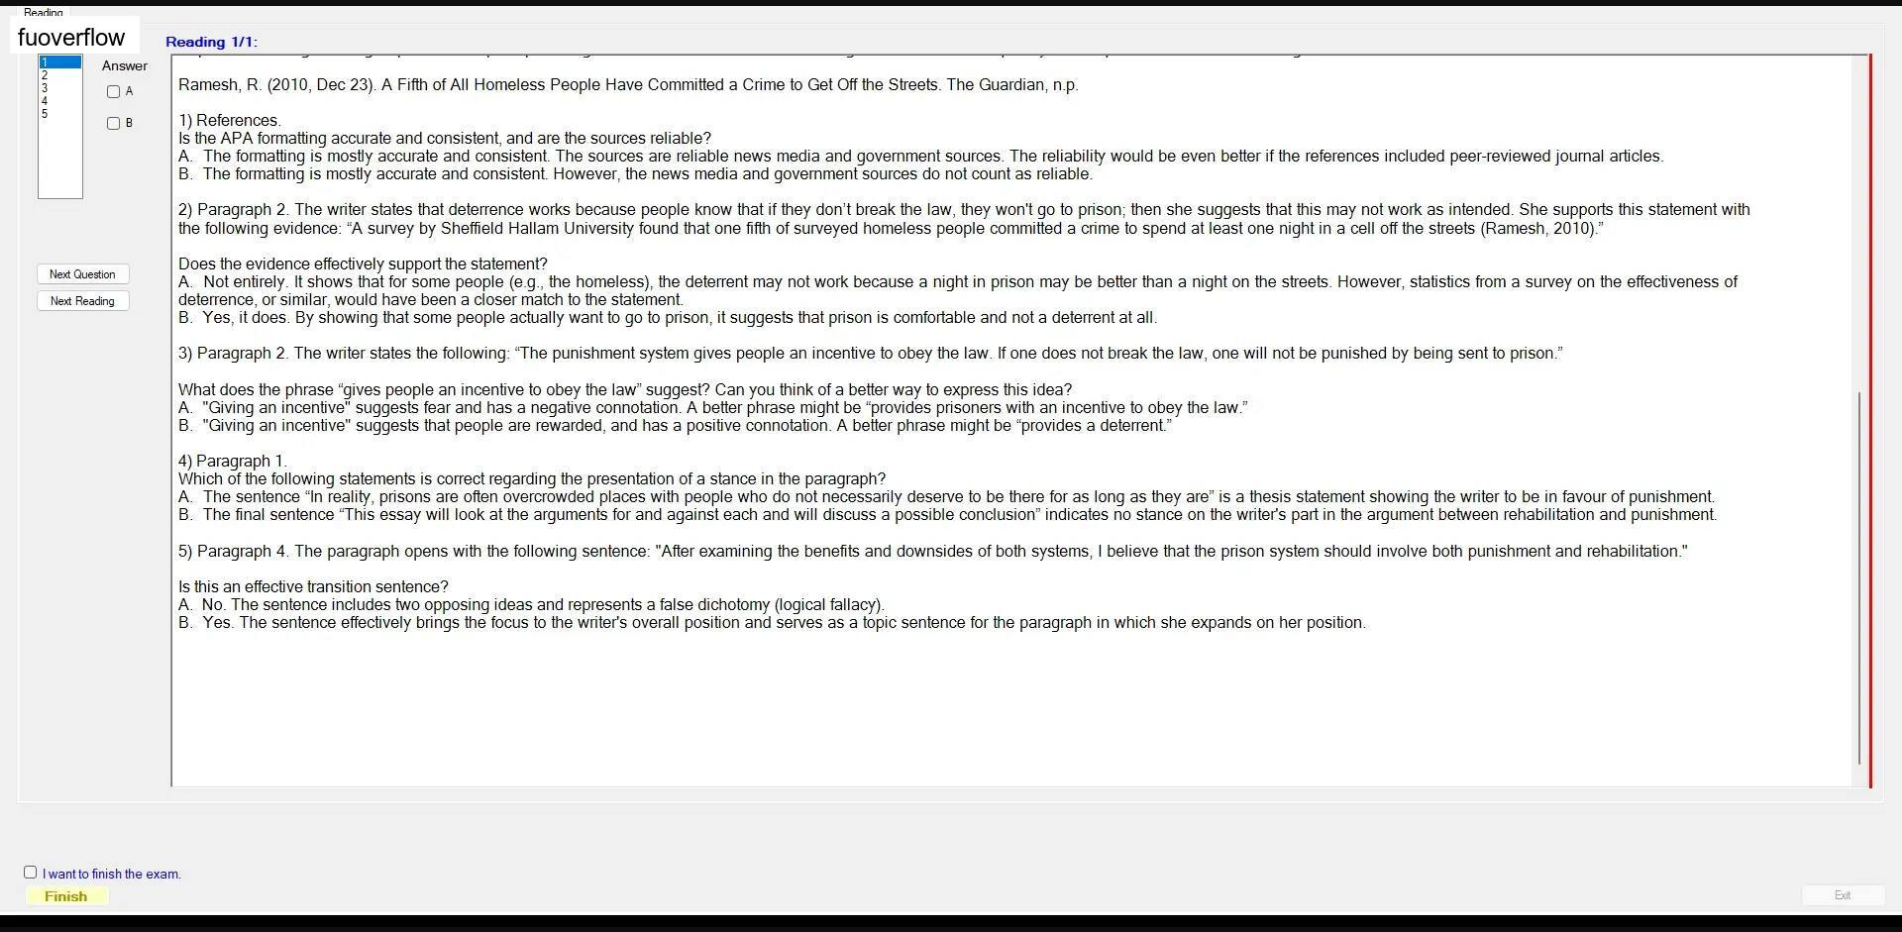 Reading
fuoverflow
Reading 1/1:
1
2
3
4
5
Answer
A
B
Next Question
Next Reading
Ramesh, R. (2010, Dec 23). A Fifth of All Homeless People Have Committed a Crime to Get Off the Streets. The Guardian, n.p.
1) References.
Is the APA formatting accurate and consistent, and are the sources reliable?
A. The formatting is mostly accurate and consistent. The sources are reliable news media and government sources. The reliability would be even better if the references included peer-reviewed journal articles.
B. The formatting is mostly accurate and consistent. However, the news media and government sources do not count as reliable.
2) Paragraph 2. The writer states that deterrence works because people know that if they don't break the law, they won't go to prison; then she suggests that this may not work as intended. She supports this statement with
the following evidence: “A survey by Sheffield Hallam University found that one fifth of surveyed homeless people committed a crime to spend at least one night in a cell off the streets (Ramesh, 2010).”
Does the evidence effectively support the statement?
A. Not entirely. It shows that for some people (e.g., the homeless), the deterrent may not work because a night in prison may be better than a night on the streets. However, statistics from a survey on the effectiveness of
deterrence, or similar, would have been a closer match to the statement.
B. Yes, it does. By showing that some people actually want to go to prison, it suggests that prison is comfortable and not a deterrent at all.
3) Paragraph 2. The writer states the following: “The punishment system gives people an incentive to obey the law. If one does not break the law, one will not be punished by being sent to prison.”
What does the phrase “gives people an incentive to obey the law” suggest? Can you think of a better way to express this idea?
A. "Giving an incentive" suggests fear and has a negative connotation. A better phrase might be “provides prisoners with an incentive to obey the law.”
B. "Giving an incentive" suggests that people are rewarded, and has a positive connotation. A better phrase might be “provides a deterrent.”
4) Paragraph 1.
Which of the following statements is correct regarding the presentation of a stance in the paragraph?
A. The sentence “In reality, prisons are often overcrowded places with people who do not necessarily deserve to be there for as long as they are” is a thesis statement showing the writer to be in favour of punishment.
B. The final sentence “This essay will look at the arguments for and against each and will discuss a possible conclusion” indicates no stance on the writer's part in the argument between rehabilitation and punishment.
5) Paragraph 4. The paragraph opens with the following sentence: "After examining the benefits and downsides of both systems, I believe that the prison system should involve both punishment and rehabilitation."
Is this an effective transition sentence?
A. No. The sentence includes two opposing ideas and represents a false dichotomy (logical fallacy).
B. Yes. The sentence effectively brings the focus to the writer's overall position and serves as a topic sentence for the paragraph in which she expands on her position.
I want to finish the exam.
Finish
Exit